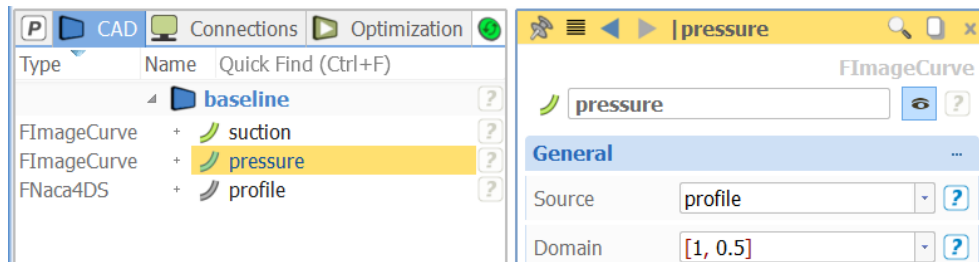 P CAD Connections Optimization
Type Name Quick Find (Ctrl+F)
baseline ?
FImageCurve + suction ?
FImageCurve + pressure ?
FNaca4DS + profile ?
|pressure x
FImageCurve
pressure ?
General ...
Source profile ?
Domain [1, 0.5] ?